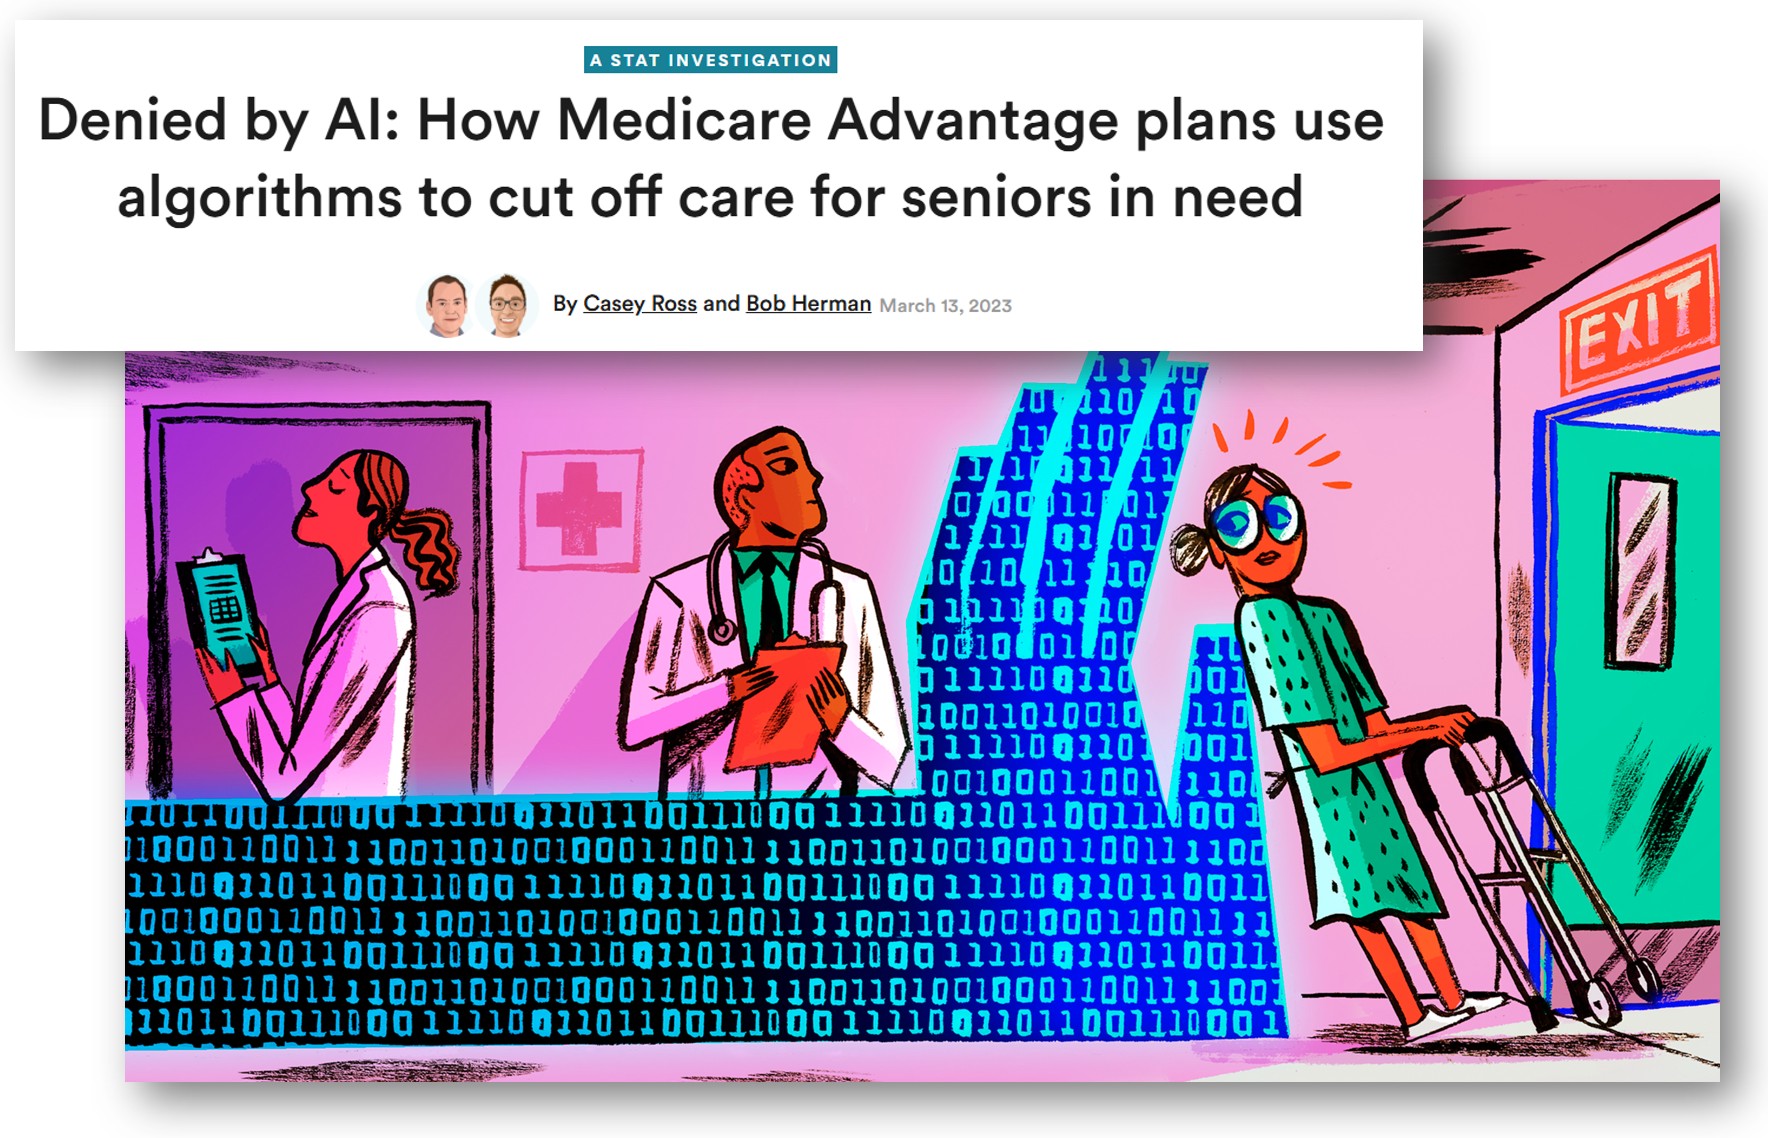 A STAT INVESTIGATION
Denied by AI: How Medicare Advantage plans use
algorithms to cut off care for seniors in need
By Casey Ross and Bob Herman March 13, 2023
EXIT